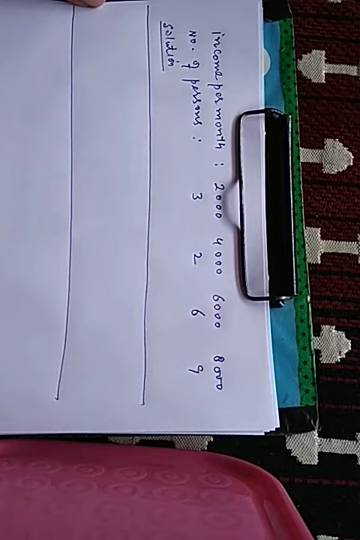 income per month : 2000 4000 6000 8000
No. of persons : 3 2 6 9
Solution